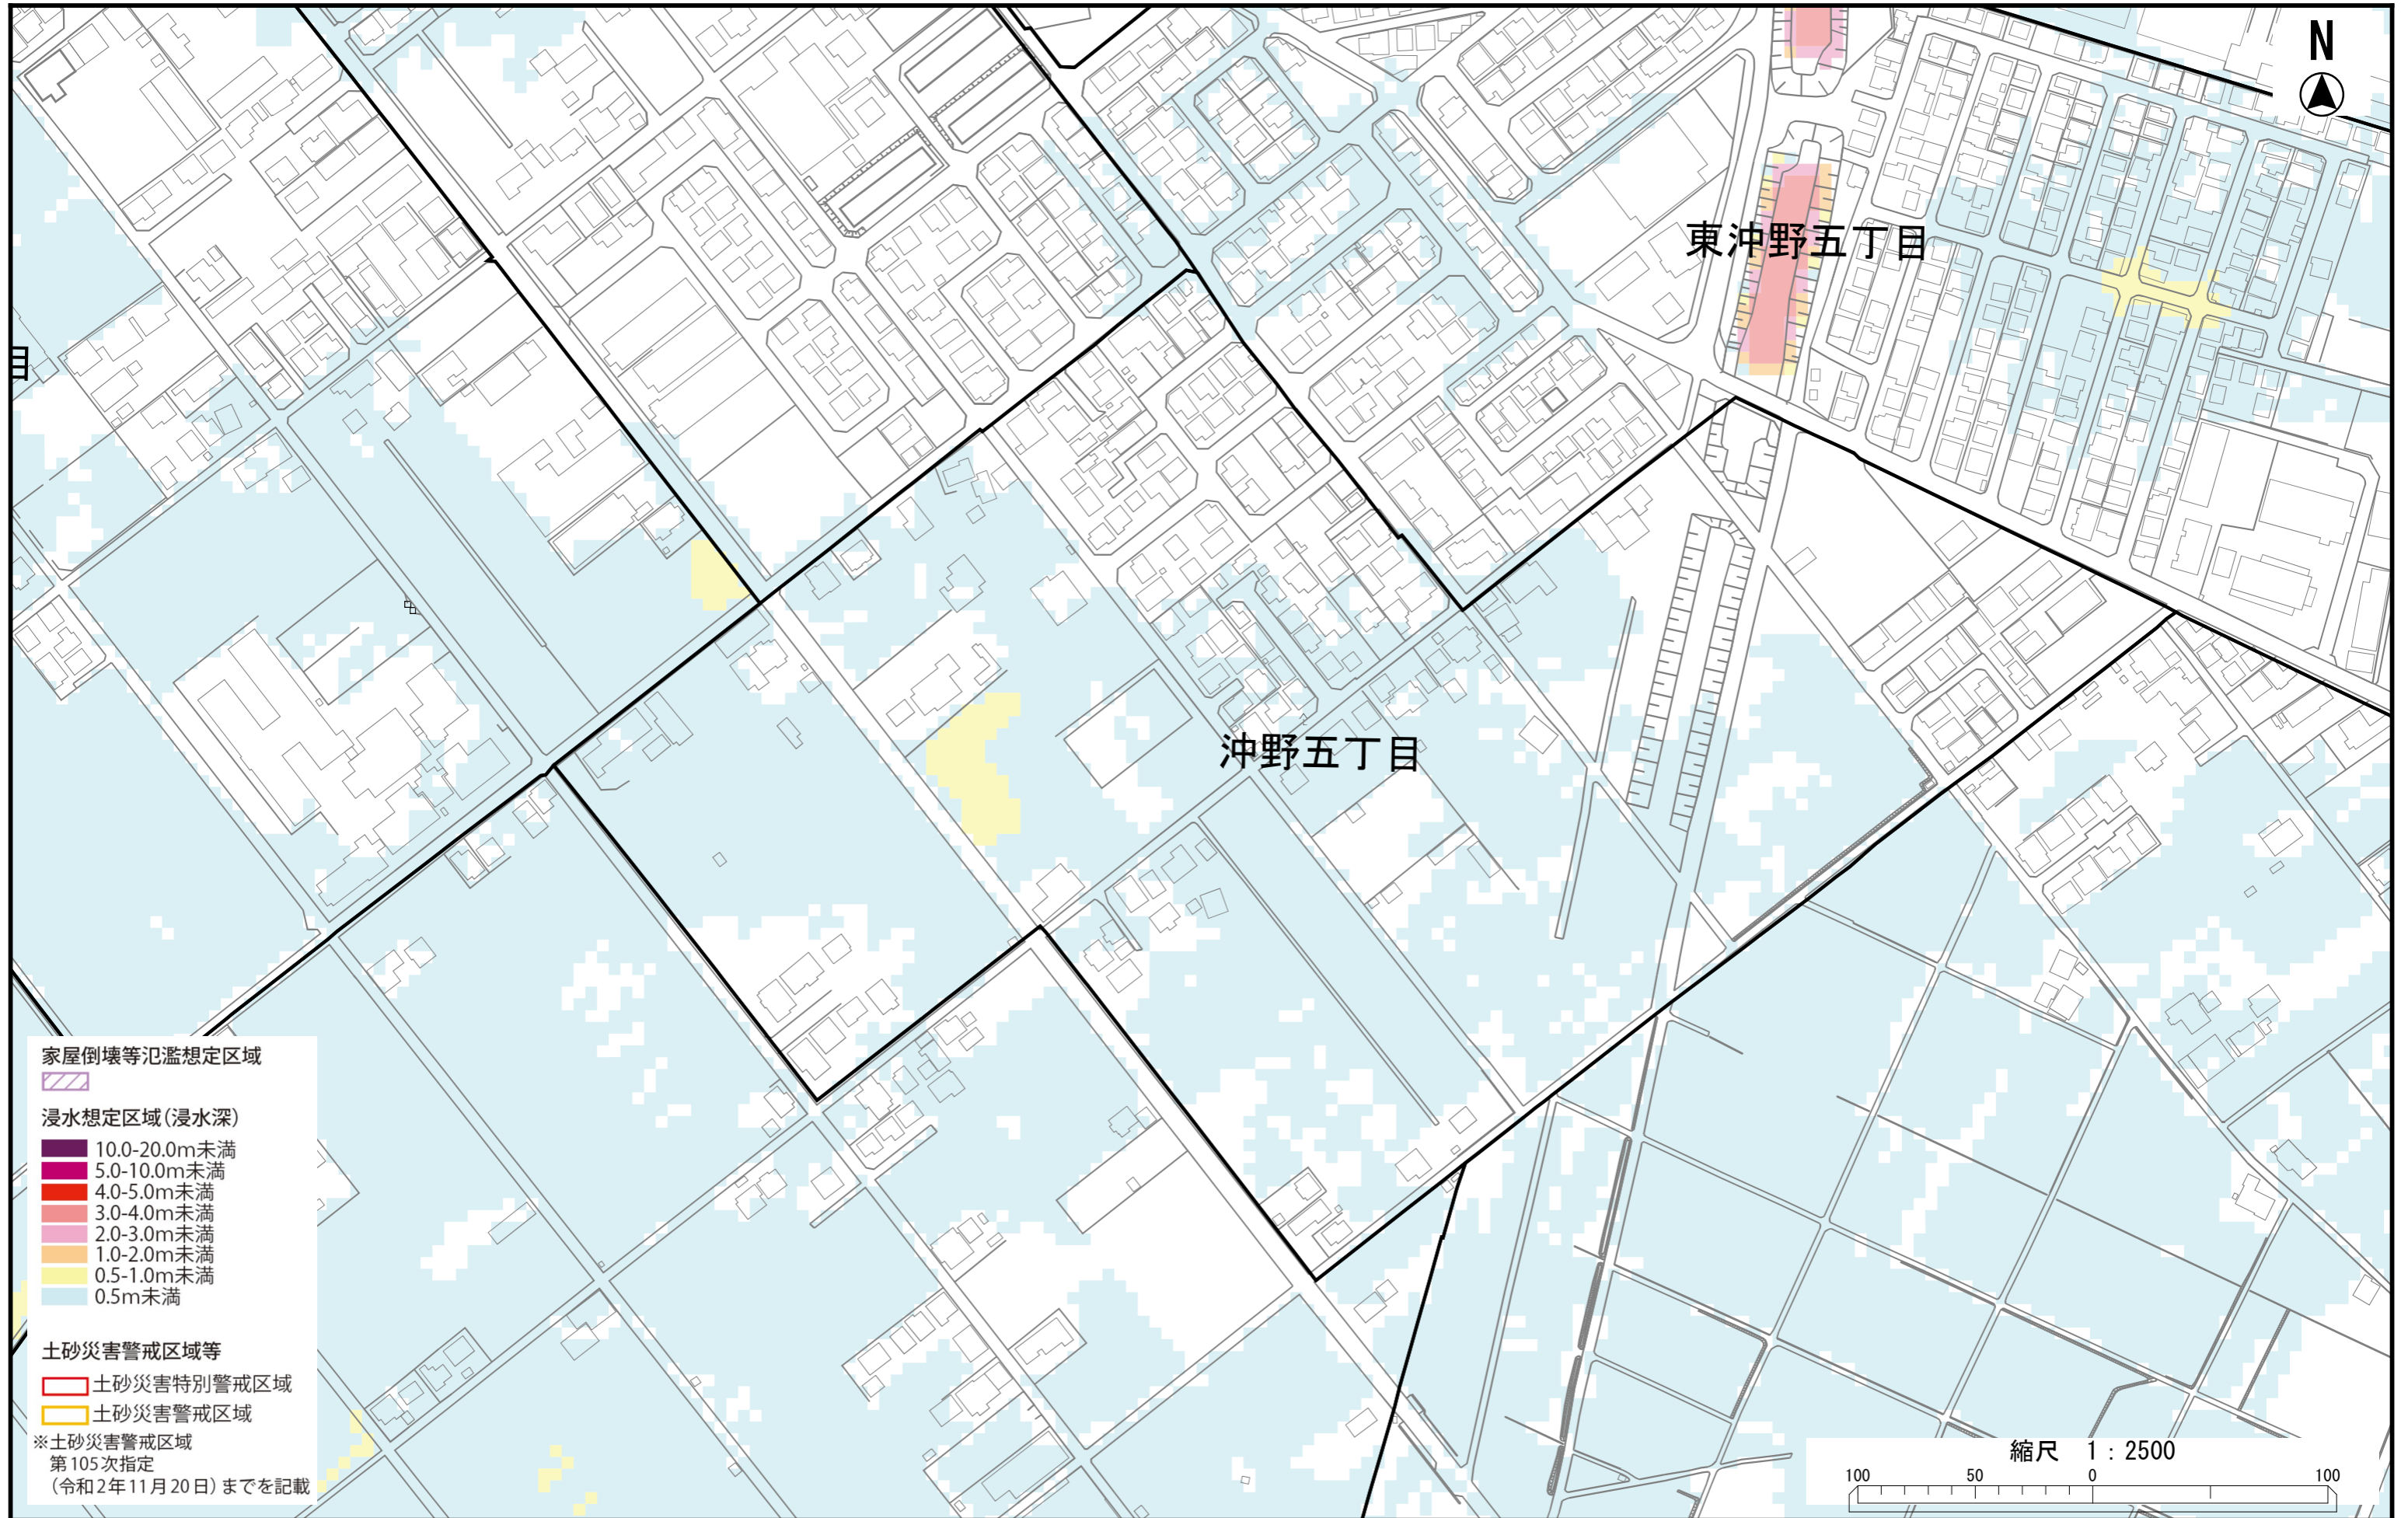 N
東沖野五丁目
目
沖野五丁目
家屋倒壊等氾濫想定区域
浸水想定区域(浸水深)
10.0-20.0m未満
5.0-10.0m未満
4.0-5.0m未満
3.0-4.0m未満
2.0-3.0m未満
1.0-2.0m未満
0.5-1.0m未満
0.5m未満
土砂災害警戒区域等
土砂災害特別警戒区域
土砂災害警戒区域
※土砂災害警戒区域
第105次指定
(令和2年11月20日)までを記載
縮尺 1:2500
100 50 0 100